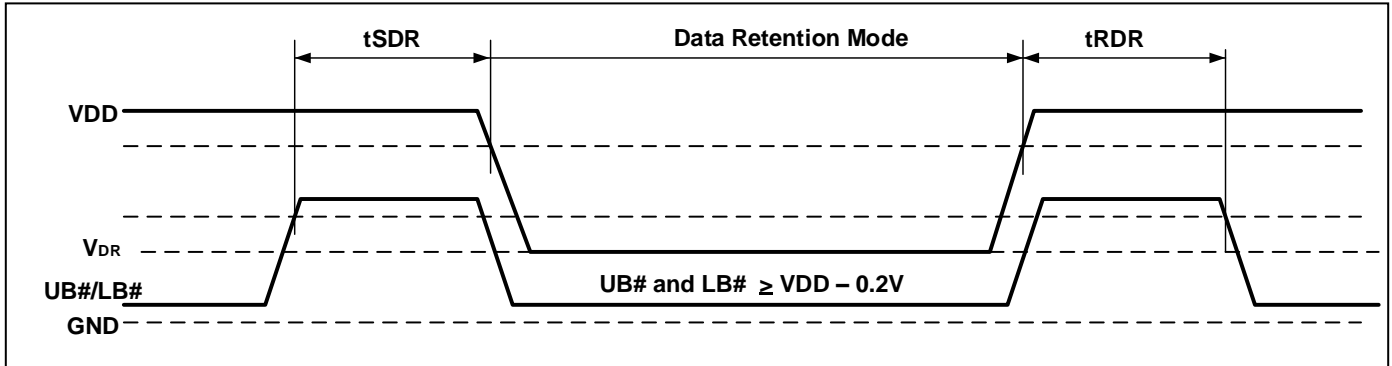 tSDR
Data Retention Mode
tRDR
VDD
VDR
UB#/LB#
UB# and LB# ≥ VDD – 0.2V
GND